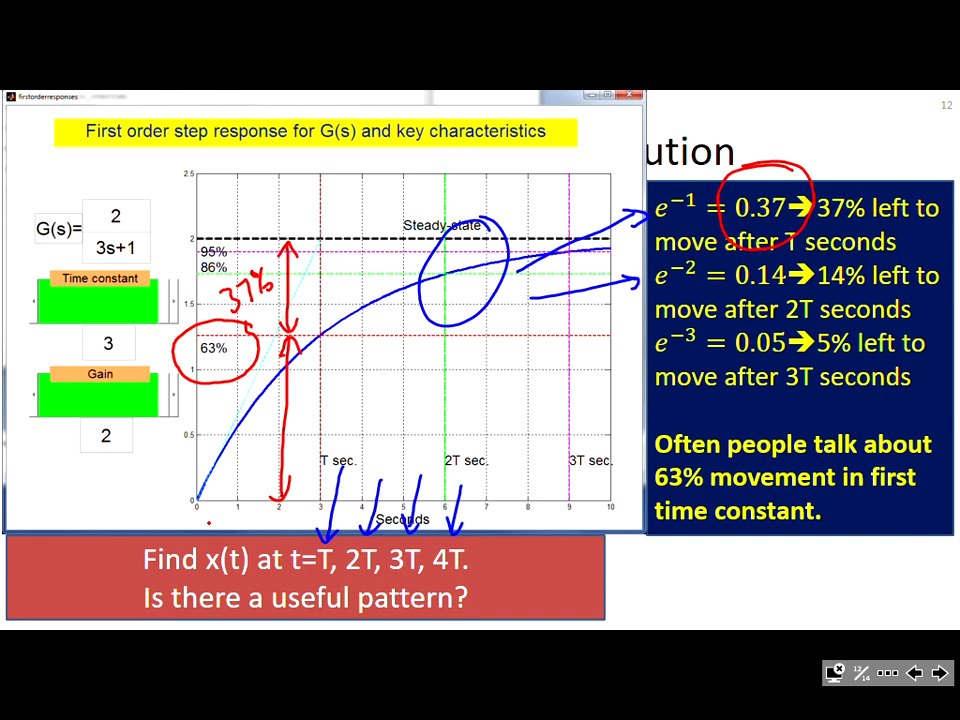 firstorderresponses
12
First order step response for G(s) and key characteristics
ution
G(s)=
2
3s+1
Time constant
3
Gain
2
2.5
2
1.5
1
0.5
0
Steady-state
95%
86%
63%
37%
T sec.
2T sec.
3T sec.
0 1 2 3 4 5 6 7 8 9 10
Seconds
e⁻¹ = 0.37➔37% left to
move after T seconds
e⁻² = 0.14➔14% left to
move after 2T seconds
e⁻³ = 0.05➔5% left to
move after 3T seconds
Often people talk about
63% movement in first
time constant.
Find x(t) at t=T, 2T, 3T, 4T.
Is there a useful pattern?
12/14